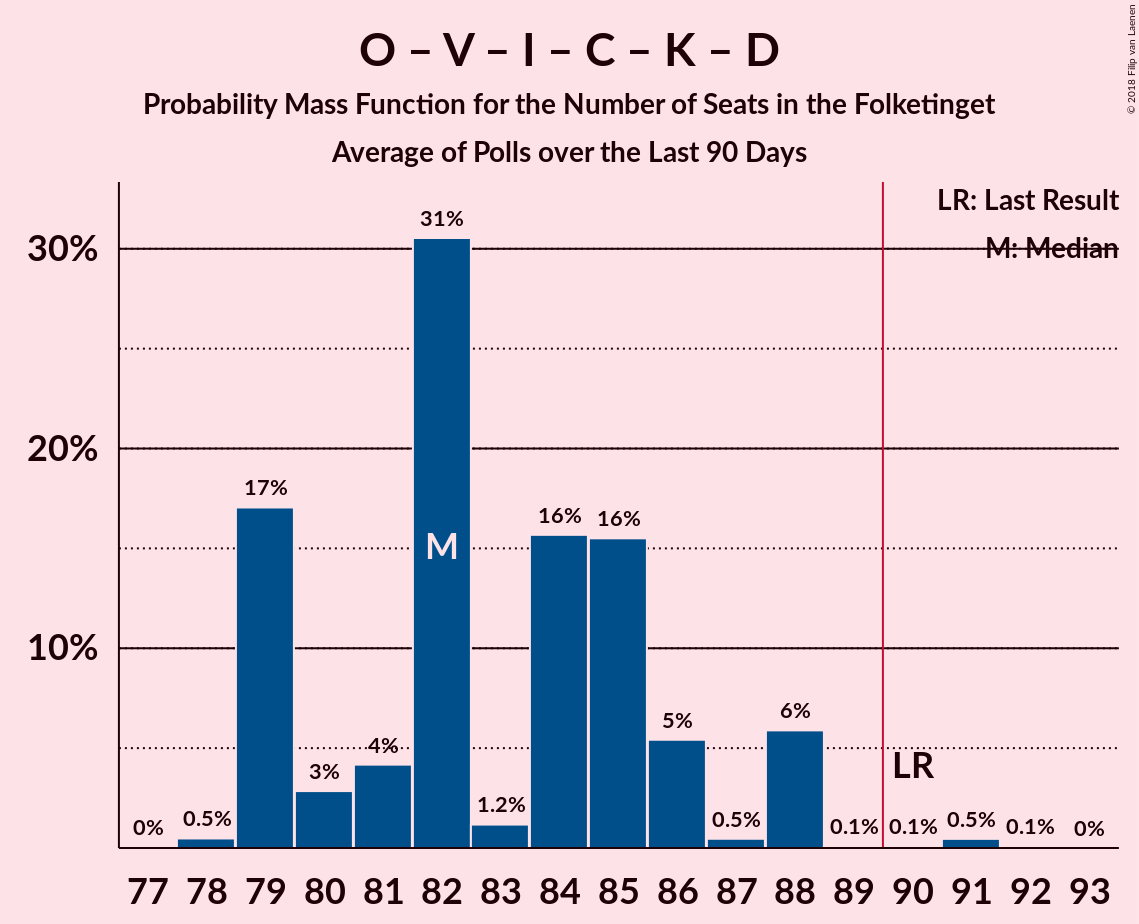 O – V – I – C – K – D
Probability Mass Function for the Number of Seats in the Folketinget
Average of Polls over the Last 90 Days
© 2018 Filip van Laenen
LR: Last Result
M: Median
30%
20%
10%
0%
0.5%
17%
3%
4%
31%
M
1.2%
16%
16%
5%
0.5%
6%
0.1%
LR
0.1%
0.5%
0.1%
0%
77 78 79 80 81 82 83 84 85 86 87 88 89 90 91 92 93